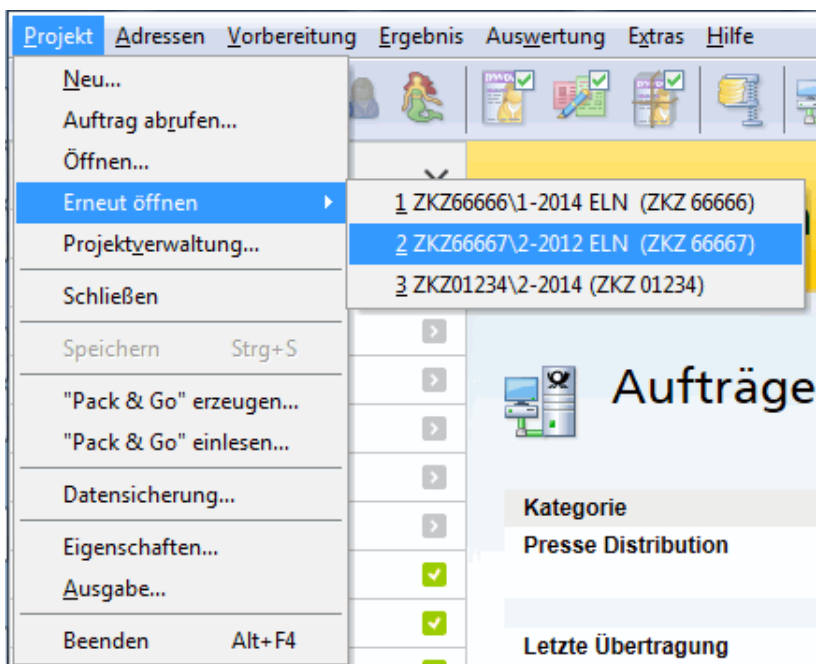 Projekt Adressen Vorbereitung Ergebnis Auswertung Extras Hilfe
Neu...
Auftrag abrufen...
Öffnen...
Erneut öffnen
1 ZKZ66666\1-2014 ELN (ZKZ 66666)
2 ZKZ66667\2-2012 ELN (ZKZ 66667)
3 ZKZ01234\2-2014 (ZKZ 01234)
Projektverwaltung...
Schließen
Speichern Strg+S
"Pack & Go" erzeugen...
"Pack & Go" einlesen...
Datensicherung...
Eigenschaften...
Ausgabe...
Beenden Alt+F4
Aufträge
Kategorie
Presse Distribution
Letzte Übertragung